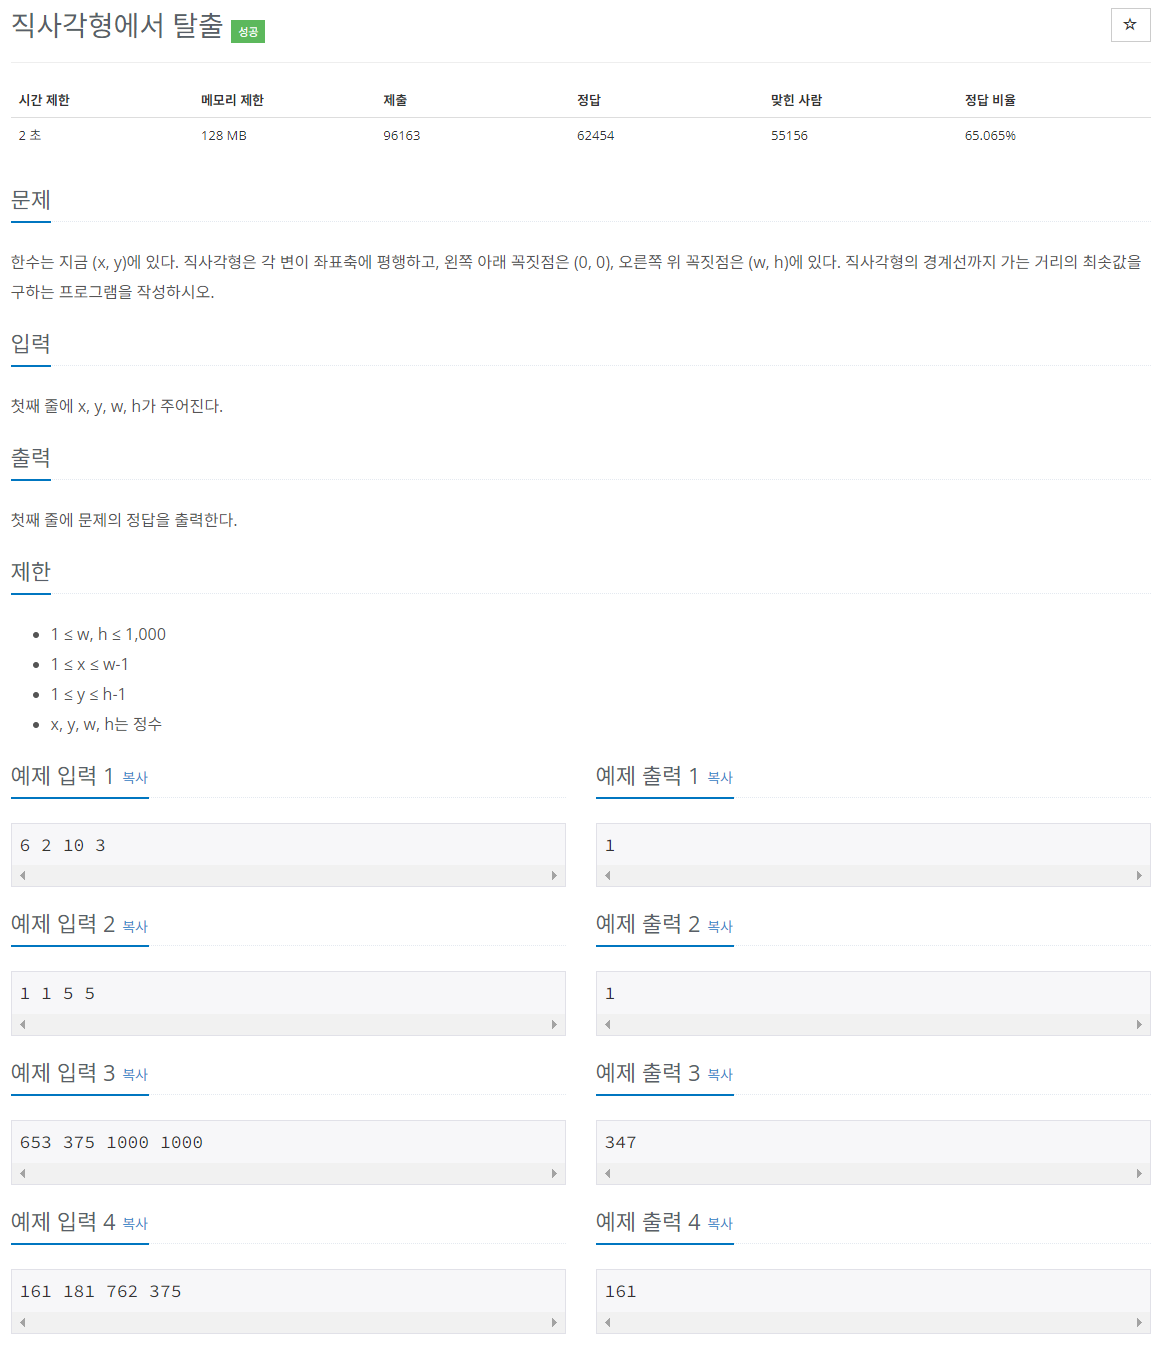 직사각형에서 탈출 성공
☆
시간 제한 메모리 제한 제출 정답 맞힌 사람 정답 비율
2 초 128 MB 96163 62454 55156 65.065%
문제
한수는 지금 (x, y)에 있다. 직사각형은 각 변이 좌표축에 평행하고, 왼쪽 아래 꼭짓점은 (0, 0), 오른쪽 위 꼭짓점은 (w, h)에 있다. 직사각형의 경계선까지 가는 거리의 최솟값을
구하는 프로그램을 작성하시오.
입력
첫째 줄에 x, y, w, h가 주어진다.
출력
첫째 줄에 문제의 정답을 출력한다.
제한
• 1 ≤ w, h ≤ 1,000
• 1 ≤ x ≤ w-1
• 1 ≤ y ≤ h-1
• x, y, w, h는 정수
예제 입력 1 복사
6 2 10 3
예제 출력 1 복사
1
예제 입력 2 복사
1 1 5 5
예제 출력 2 복사
1
예제 입력 3 복사
653 375 1000 1000
예제 출력 3 복사
347
예제 입력 4 복사
161 181 762 375
예제 출력 4 복사
161